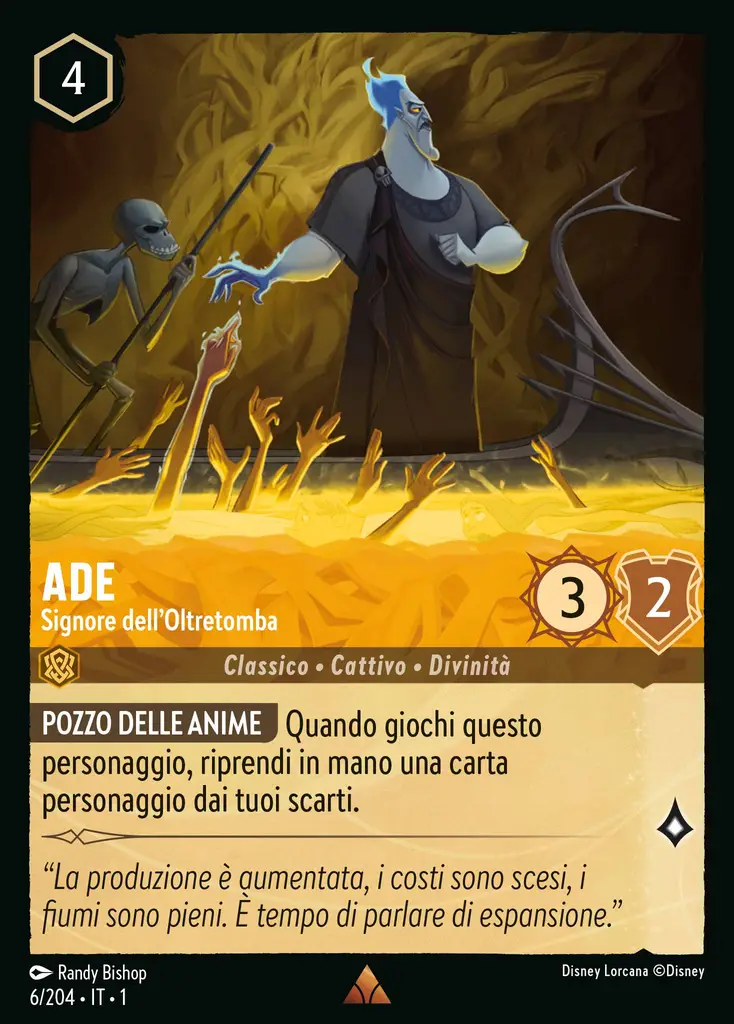 4
ADE
Signore dell’Oltretomba
3
2
Classico • Cattivo • Divinità
POZZO DELLE ANIME Quando giochi questo
personaggio, riprendi in mano una carta
personaggio dai tuoi scarti.
“La produzione è aumentata, i costi sono scesi, i
fiumi sono pieni. È tempo di parlare di espansione.”
Randy Bishop
Disney Lorcana ©Disney
6/204 • IT • 1